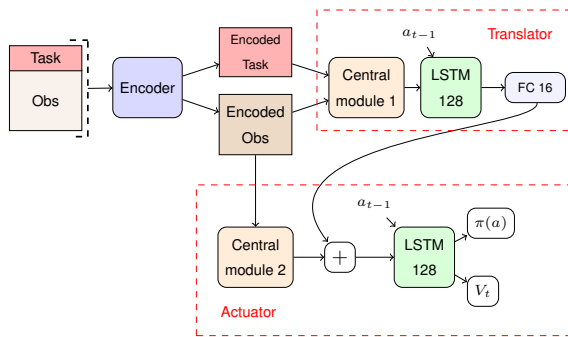 Task
Obs
Encoder
Encoded
Task
Encoded
Obs
Translator
a_{t−1}
Central
module 1
LSTM
128
FC 16
Actuator
a_{t−1}
Central
module 2
+
LSTM
128
π(a)
V_t